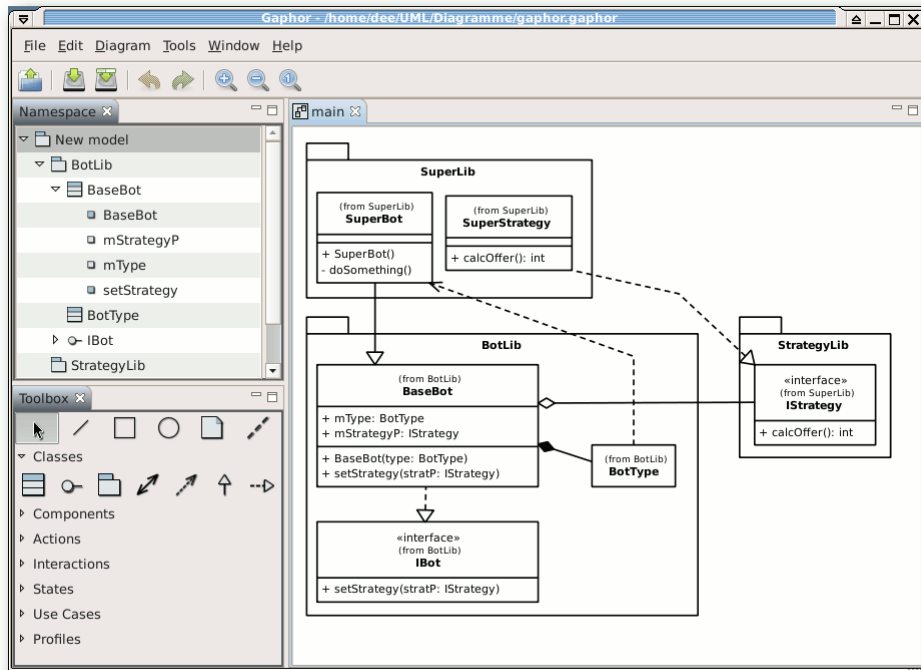 Gaphor - /home/dee/UML/Diagramme/gaphor.gaphor
File Edit Diagram Tools Window Help
Namespace
New model
BotLib
BaseBot
BaseBot
mStrategyP
mType
setStrategy
BotType
IBot
StrategyLib
Toolbox
Classes
Components
Actions
Interactions
States
Use Cases
Profiles
main
SuperLib
(from SuperLib)
SuperBot
+ SuperBot()
- doSomething()
(from SuperLib)
SuperStrategy
+ calcOffer(): int
BotLib
(from BotLib)
BaseBot
+ mType: BotType
+ mStrategyP: IStrategy
+ BaseBot(type: BotType)
+ setStrategy(stratP: IStrategy)
(from BotLib)
BotType
«interface»
(from BotLib)
IBot
+ setStrategy(stratP: IStrategy)
StrategyLib
«interface»
(from SuperLib)
IStrategy
+ calcOffer(): int